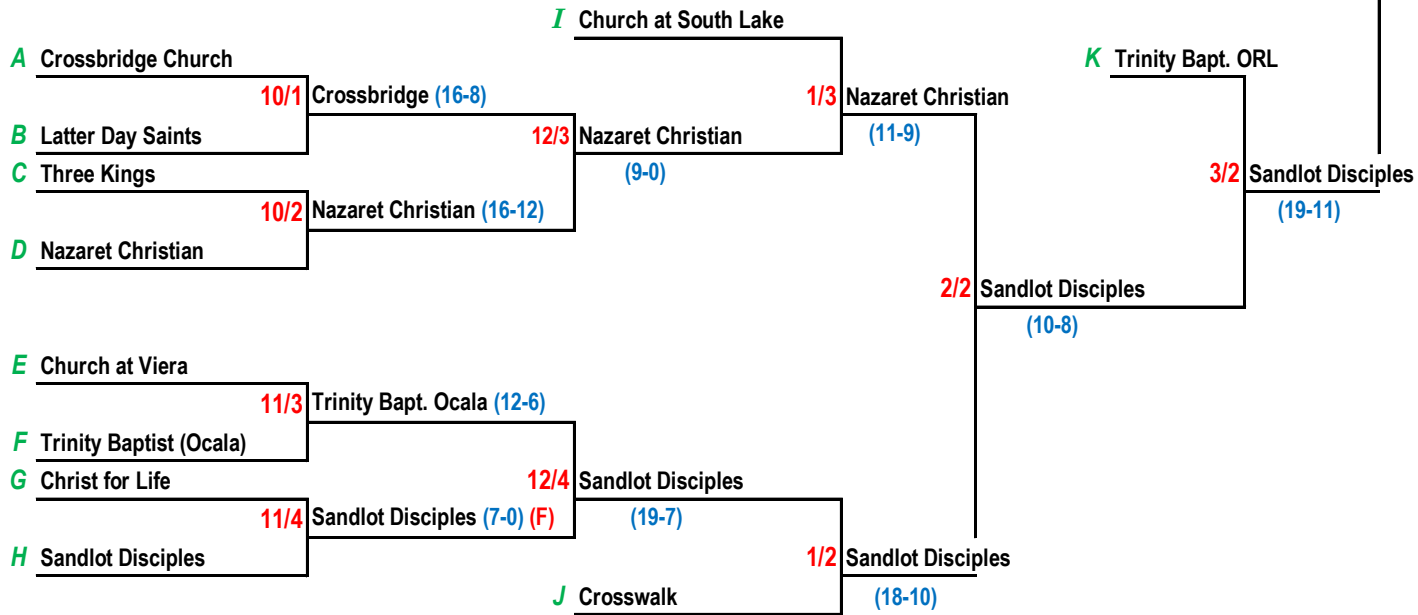 I Church at South Lake
A Crossbridge Church
K Trinity Bapt. ORL
10/1 Crossbridge (16-8)
1/3 Nazaret Christian
(11-9)
B Latter Day Saints
12/3 Nazaret Christian
(9-0)
C Three Kings
3/2 Sandlot Disciples
(19-11)
10/2 Nazaret Christian (16-12)
D Nazaret Christian
2/2 Sandlot Disciples
(10-8)
E Church at Viera
11/3 Trinity Bapt. Ocala (12-6)
F Trinity Baptist (Ocala)
G Christ for Life
12/4 Sandlot Disciples
(19-7)
11/4 Sandlot Disciples (7-0) (F)
H Sandlot Disciples
1/2 Sandlot Disciples
(18-10)
J Crosswalk